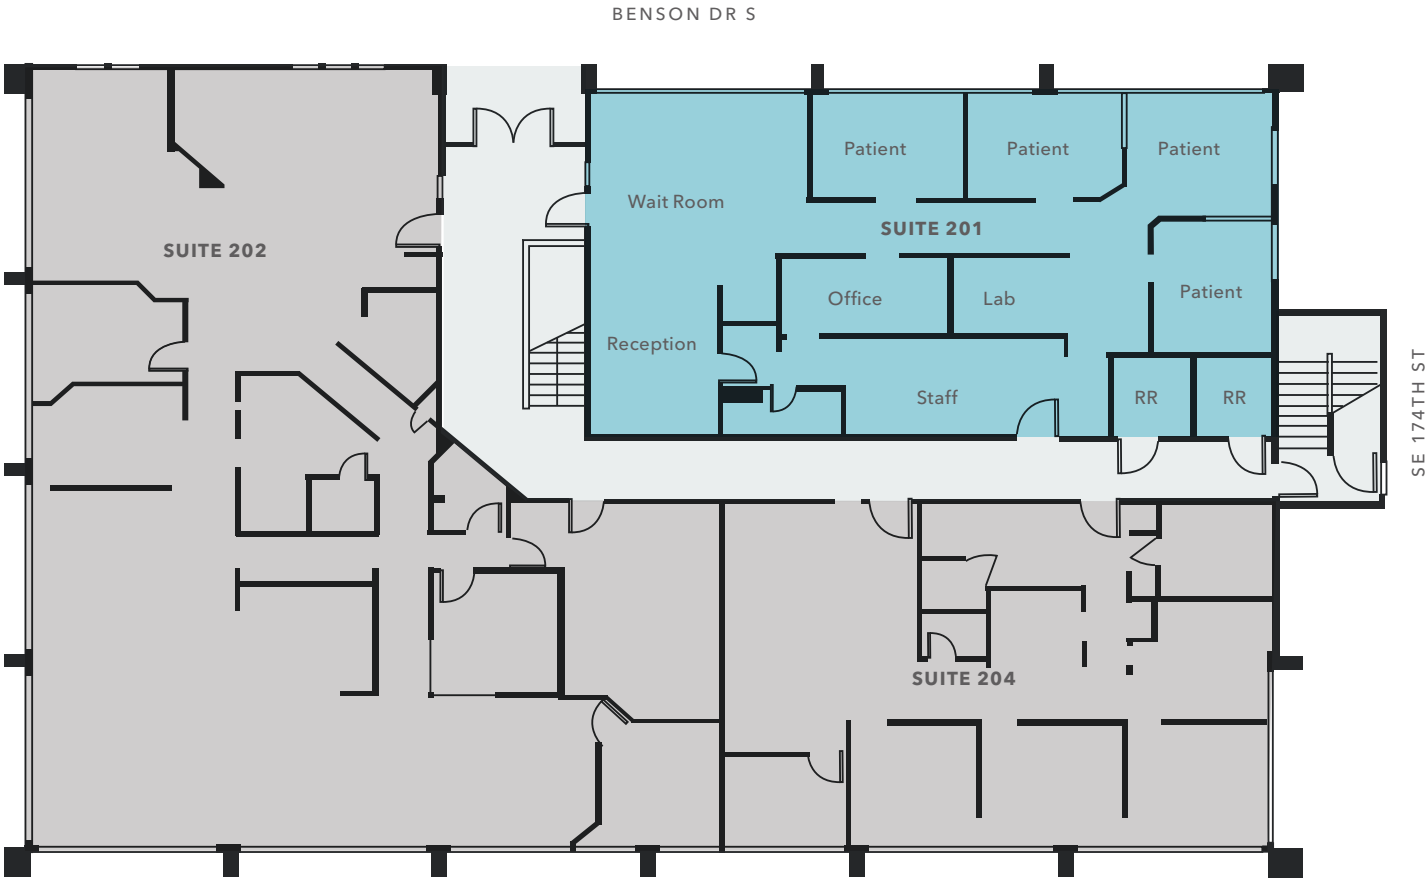 BENSON DR S
Patient
Patient
Patient
Wait Room
SUITE 201
SUITE 202
Office
Lab
Patient
Reception
Staff
RR
RR
SE 174TH ST
SUITE 204